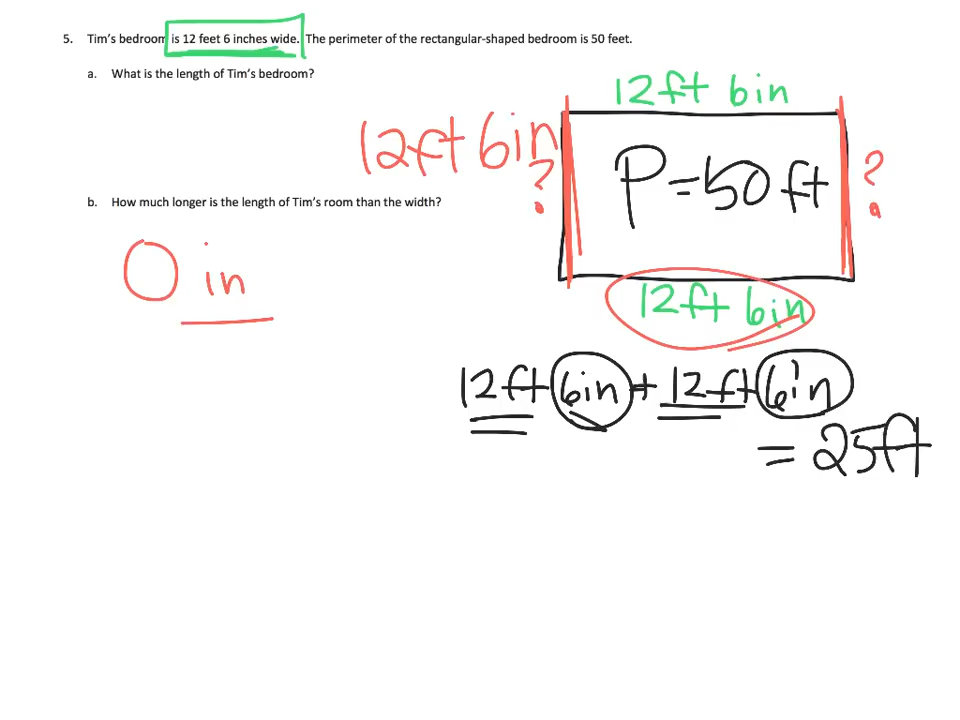 5. Tim's bedroom is 12 feet 6 inches wide. The perimeter of the rectangular-shaped bedroom is 50 feet.
a. What is the length of Tim's bedroom?
12ft 6in
12ft 6in
? P=50ft ?
b. How much longer is the length of Tim's room than the width?
0 in
12ft 6in
12ft 6in + 12ft 6in
= 25ft